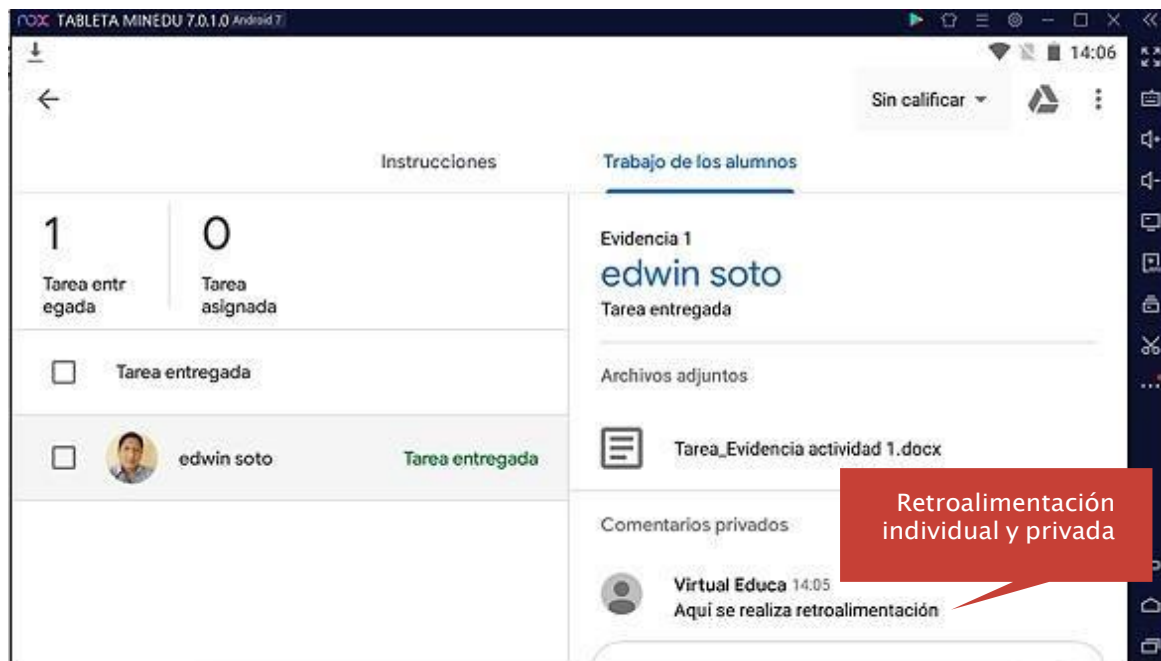 nox TABLETA MINEDU 7.0.1.0 Android 7
14:06
Sin calificar
Instrucciones
Trabajo de los alumnos
1
0
Tarea entr
egada
Tarea
asignada
Tarea entregada
edwin soto
Tarea entregada
Evidencia 1
edwin soto
Tarea entregada
Archivos adjuntos
Tarea_Evidencia actividad 1.docx
Retroalimentación
individual y privada
Comentarios privados
Virtual Educa 14:05
Aquí se realiza retroalimentación